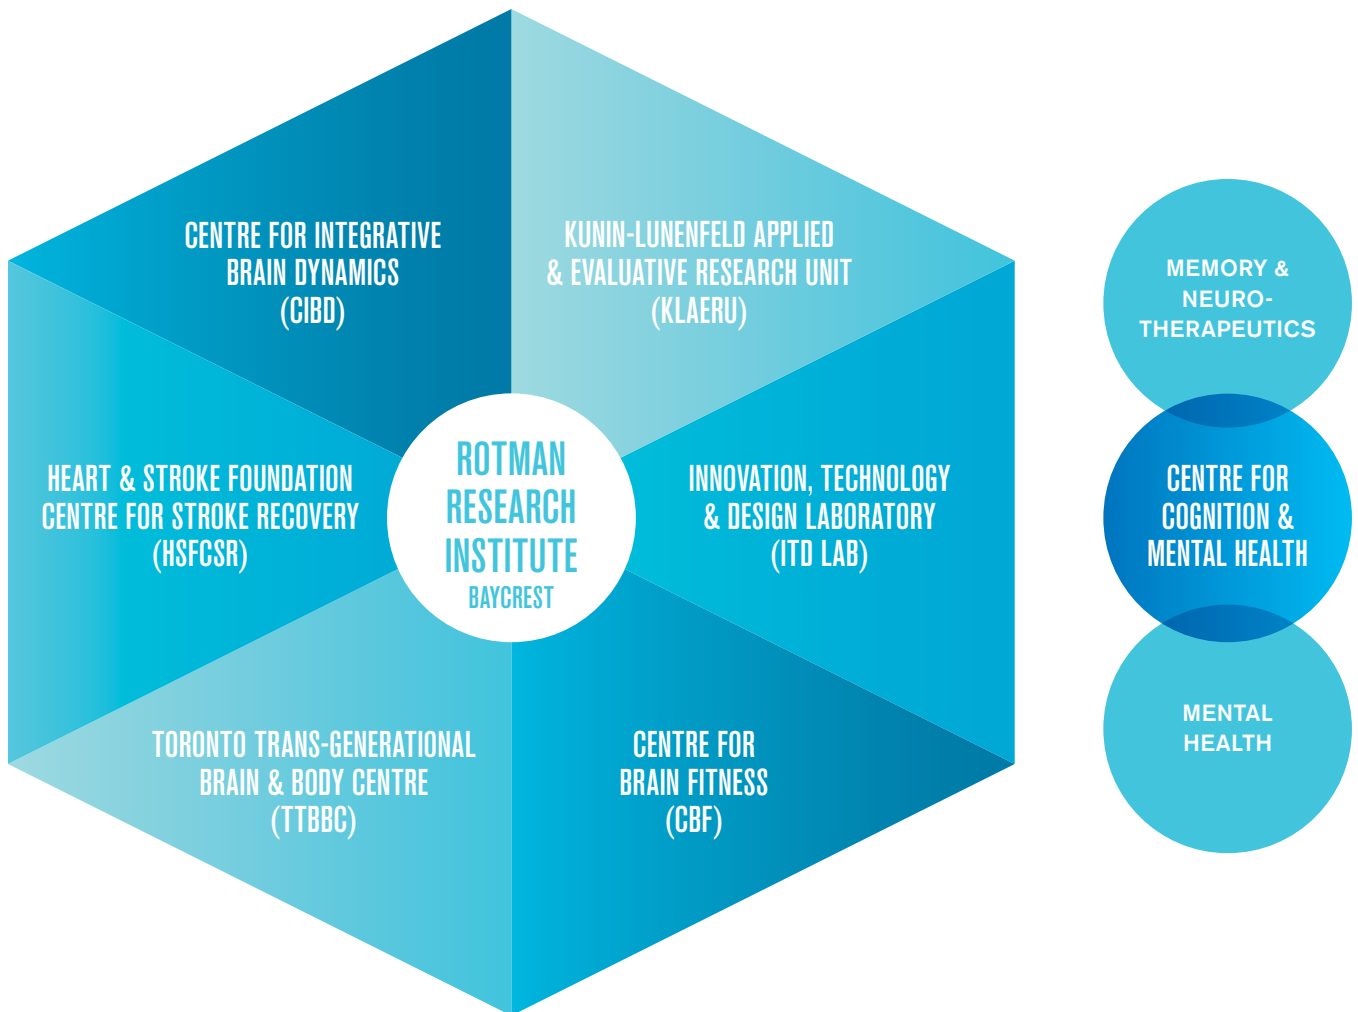 CENTRE FOR INTEGRATIVE
BRAIN DYNAMICS
(CIBD)
KUNIN-LUNENFELD APPLIED
& EVALUATIVE RESEARCH UNIT
(KLAERU)
HEART & STROKE FOUNDATION
CENTRE FOR STROKE RECOVERY
(HSFCSR)
ROTMAN
RESEARCH
INSTITUTE
BAYCREST
INNOVATION, TECHNOLOGY
& DESIGN LABORATORY
(ITD LAB)
TORONTO TRANS-GENERATIONAL
BRAIN & BODY CENTRE
(TTBBC)
CENTRE FOR
BRAIN FITNESS
(CBF)
MEMORY &
NEURO-
THERAPEUTICS
CENTRE FOR
COGNITION &
MENTAL HEALTH
MENTAL
HEALTH